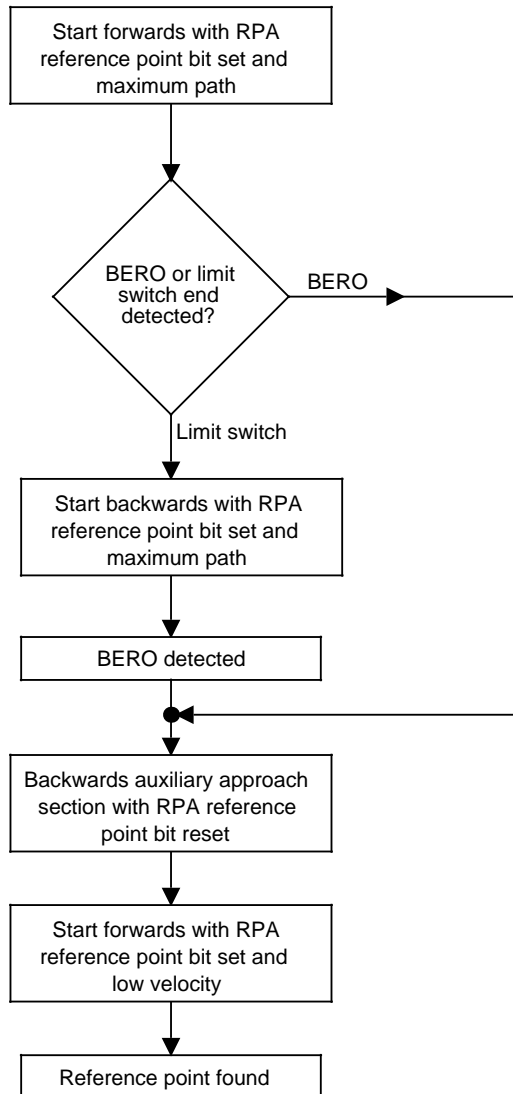 Start forwards with RPA
reference point bit set and
maximum path
BERO or limit
switch end
detected?
BERO
Limit switch
Start backwards with RPA
reference point bit set and
maximum path
BERO detected
Backwards auxiliary approach
section with RPA reference
point bit reset
Start forwards with RPA
reference point bit set and
low velocity
Reference point found